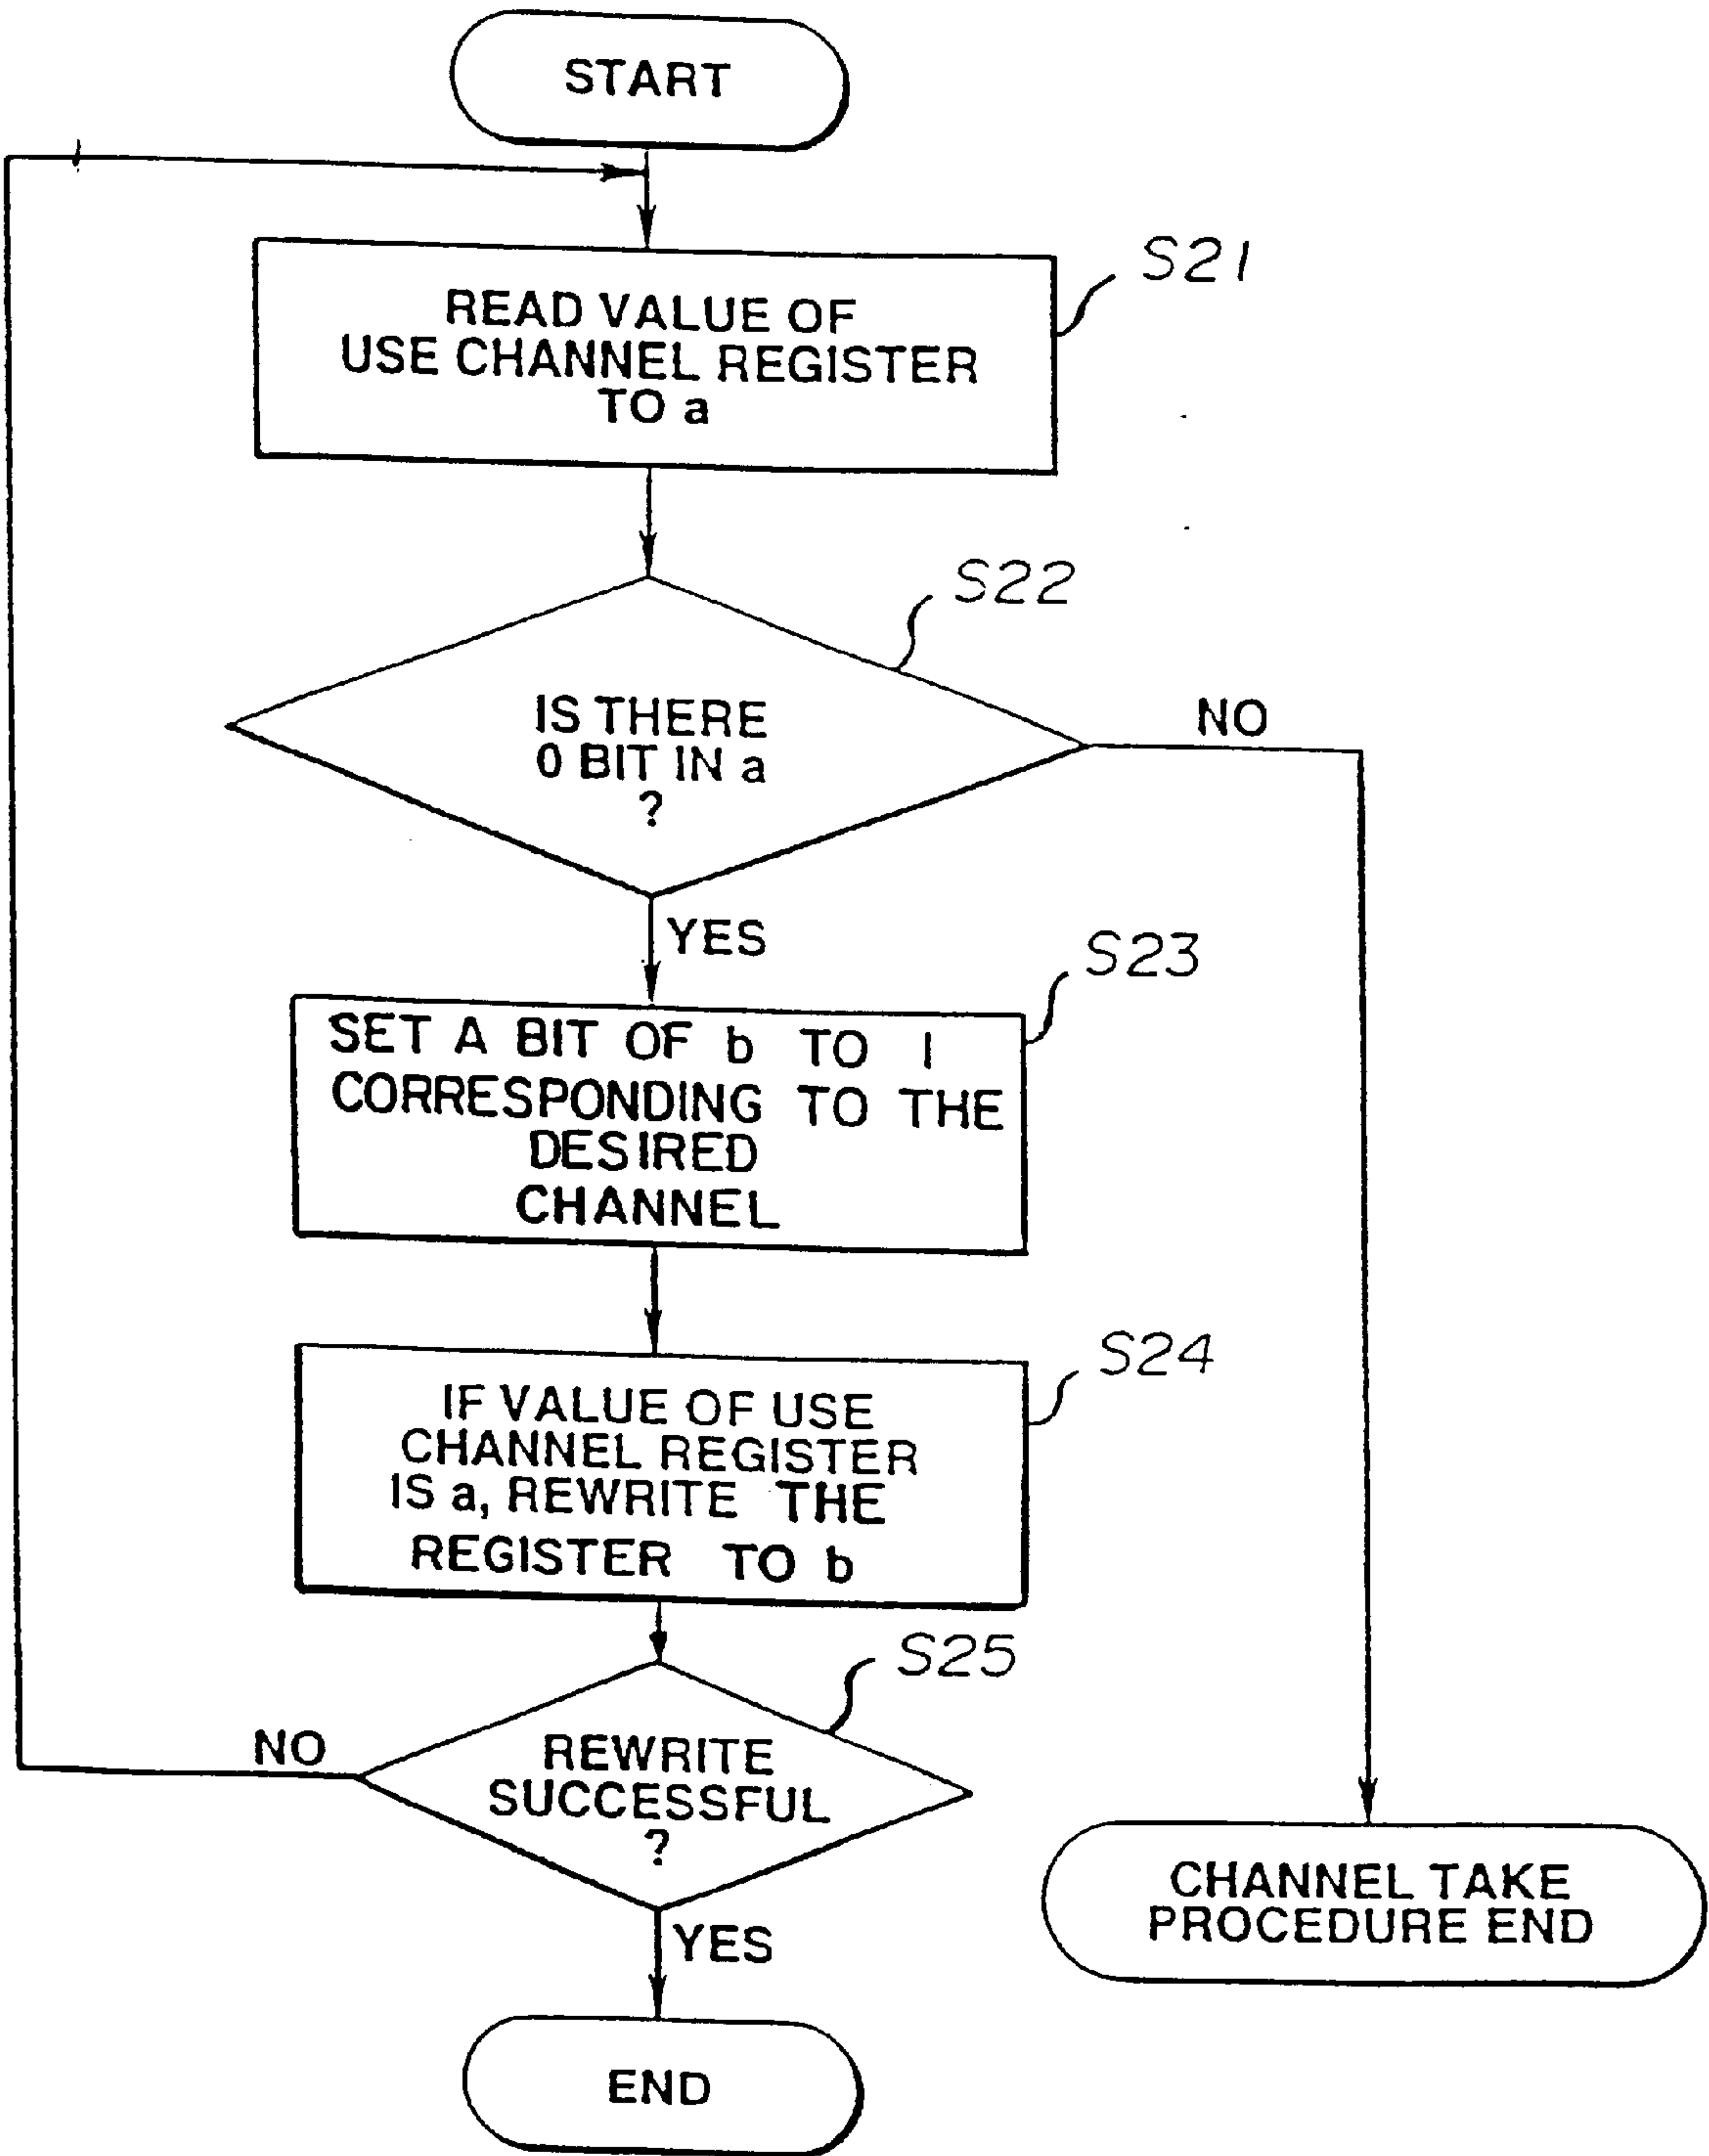 START
S21
READ VALUE OF
USE CHANNEL REGISTER
TO a
S22
IS THERE
0 BIT IN a
?
NO
YES
S23
SET A BIT OF b TO 1
CORRESPONDING TO THE
DESIRED
CHANNEL
S24
IF VALUE OF USE
CHANNEL REGISTER
IS a, REWRITE THE
REGISTER TO b
S25
NO
REWRITE
SUCCESSFUL
?
YES
CHANNEL TAKE
PROCEDURE END
END